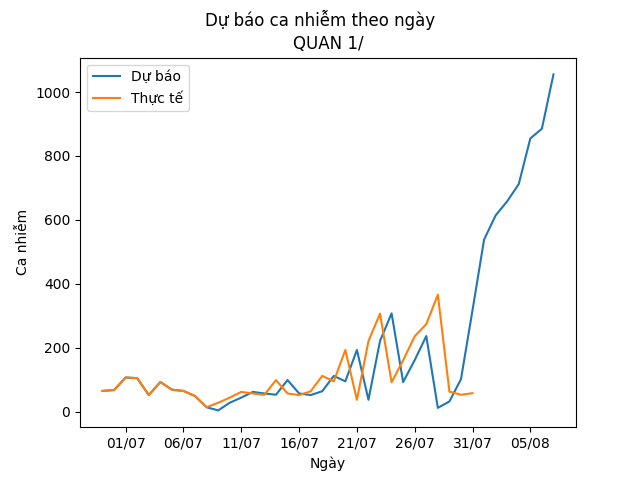 Dự báo ca nhiễm theo ngày
QUAN 1/
Dự báo
Thực tế
1000
800
600
400
200
0
Ca nhiễm
01/07 06/07 11/07 16/07 21/07 26/07 31/07 05/08
Ngày